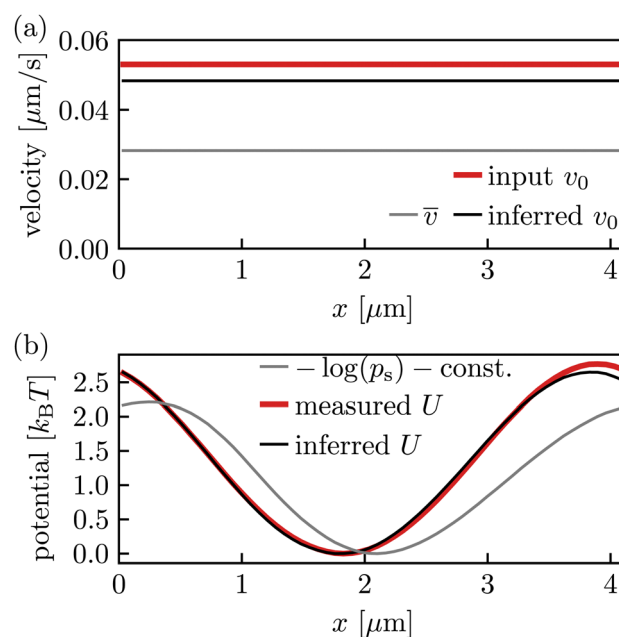 (a)
0.06
0.04
0.02
0.00
velocity [μm/s]
input v₀
v̅ inferred v₀
0 1 2 3 4
x [μm]
(b)
2.5
2.0
1.5
1.0
0.5
0.0
potential [k_BT]
−log(pₛ) − const.
measured U
inferred U
0 1 2 3 4
x [μm]